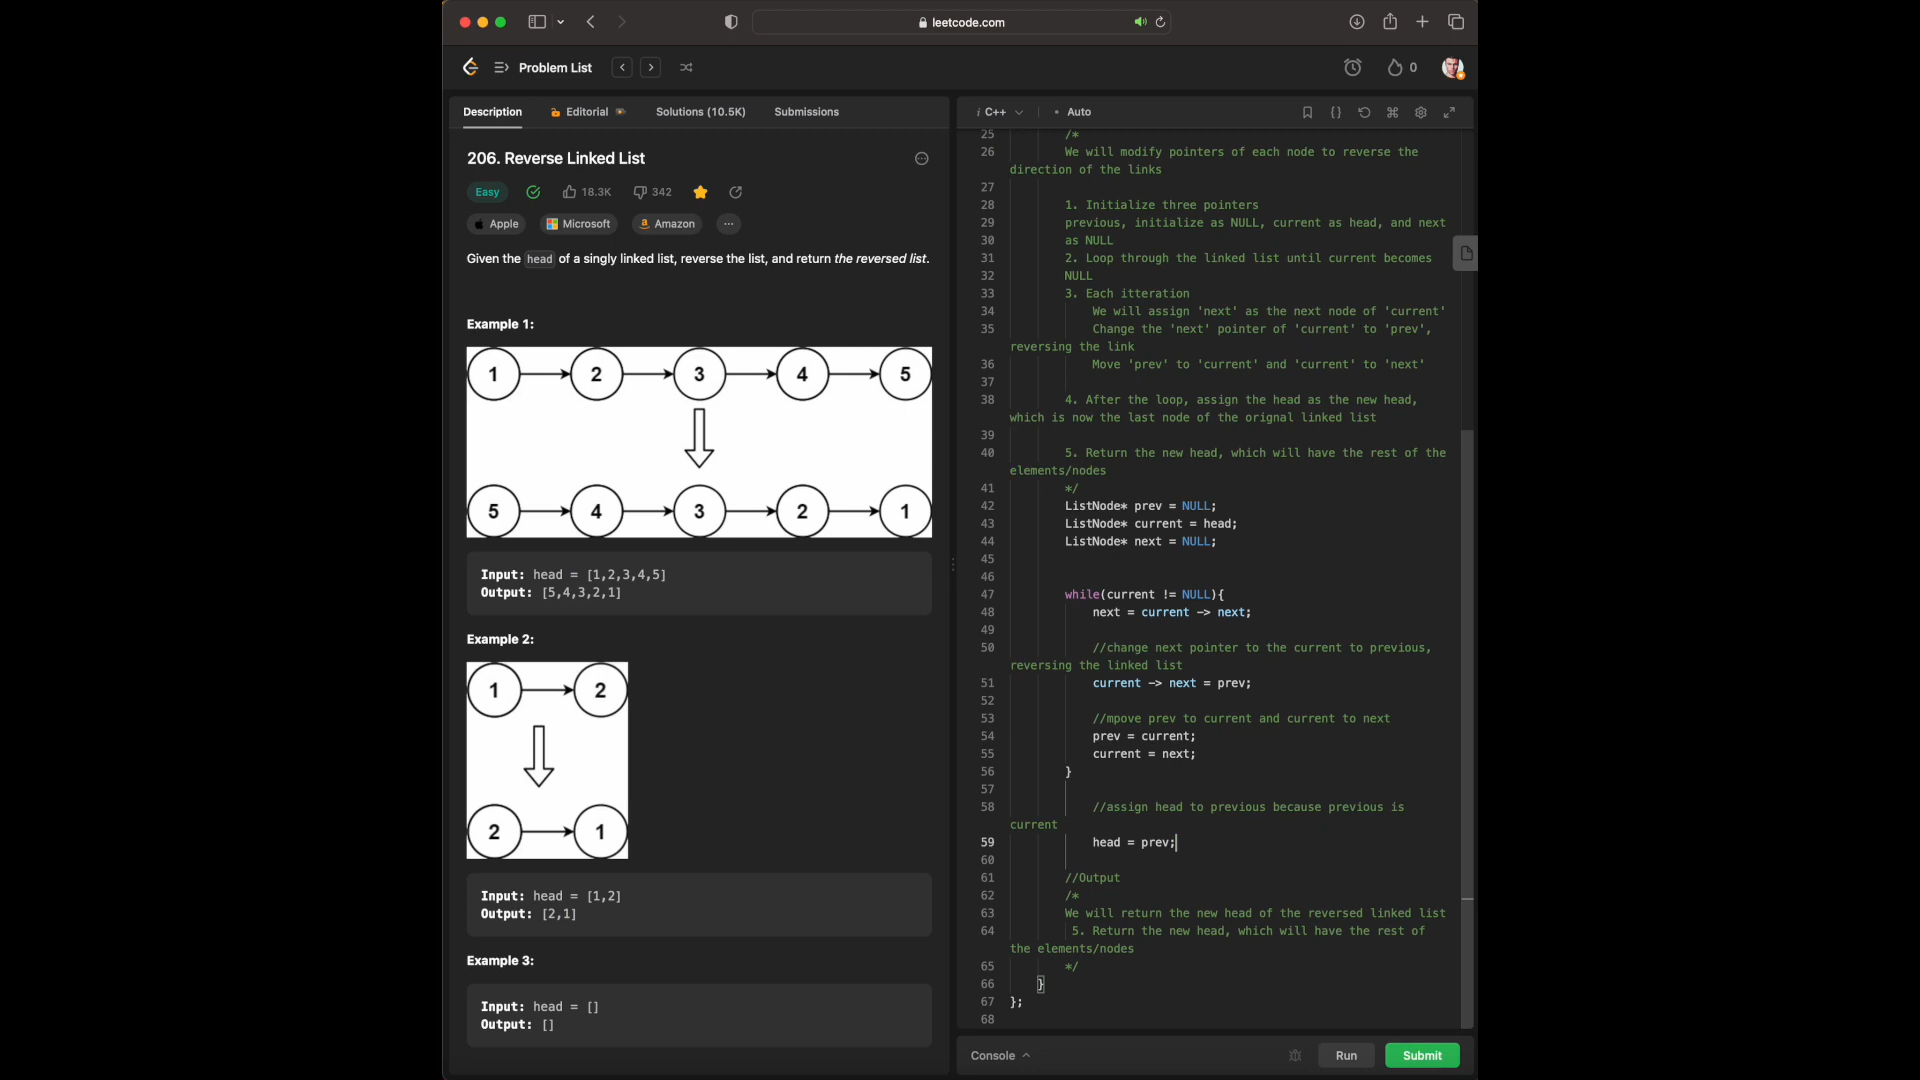 leetcode.com
Problem List
0
Description
Editorial
Solutions (10.5K)
Submissions
206. Reverse Linked List
Easy
18.3K
342
Apple
Microsoft
Amazon
Given the head of a singly linked list, reverse the list, and return the reversed list.
Example 1:
1 2 3 4 5
5 4 3 2 1
Input: head = [1,2,3,4,5]
Output: [5,4,3,2,1]
Example 2:
1 2
2 1
Input: head = [1,2]
Output: [2,1]
Example 3:
Input: head = []
Output: []
i C++
• Auto
25 /*
26 We will modify pointers of each node to reverse the
direction of the links
27
28 1. Initialize three pointers
29 previous, initialize as NULL, current as head, and next
30 as NULL
31 2. Loop through the linked list until current becomes
32 NULL
33 3. Each itteration
34 We will assign 'next' as the next node of 'current'
35 Change the 'next' pointer of 'current' to 'prev',
reversing the link
36 Move 'prev' to 'current' and 'current' to 'next'
37
38 4. After the loop, assign the head as the new head,
which is now the last node of the orignal linked list
39
40 5. Return the new head, which will have the rest of the
elements/nodes
41 */
42 ListNode* prev = NULL;
43 ListNode* current = head;
44 ListNode* next = NULL;
45
46
47 while(current != NULL){
48 next = current -> next;
49
50 //change next pointer to the current to previous,
reversing the linked list
51 current -> next = prev;
52
53 //mpove prev to current and current to next
54 prev = current;
55 current = next;
56 }
57
58 //assign head to previous because previous is
current
59 head = prev;
60
61 //Output
62 /*
63 We will return the new head of the reversed linked list
64 5. Return the new head, which will have the rest of
the elements/nodes
65 */
66 }
67 };
68
Console
Run
Submit